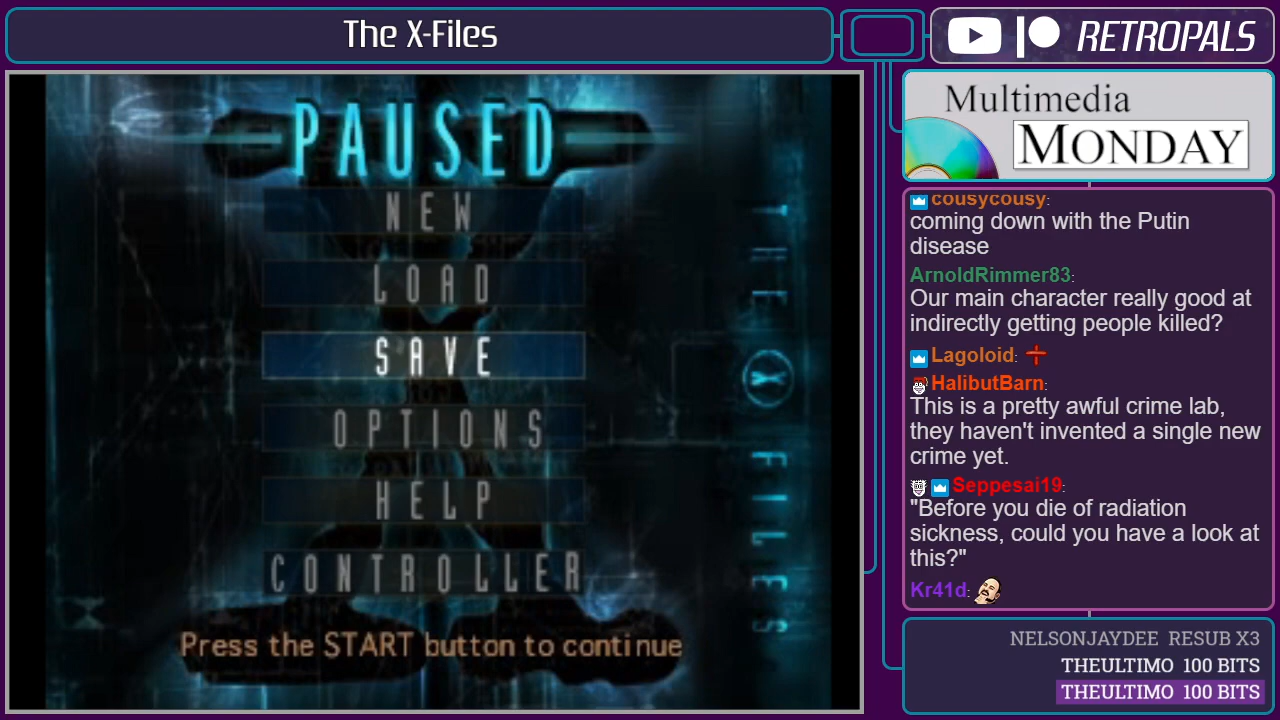 The X-Files
RETROPALS
Multimedia
MONDAY
PAUSED
NEW
LOAD
SAVE
OPTIONS
HELP
CONTROLLER
Press the START button to continue
THE X FILES
cousycousy:
coming down with the Putin
disease
ArnoldRimmer83:
Our main character really good at
indirectly getting people killed?
Lagoloid:
HalibutBarn:
This is a pretty awful crime lab,
they haven't invented a single new
crime yet.
Seppesai19:
"Before you die of radiation
sickness, could you have a look at
this?"
Kr41d:
NELSONJAYDEE RESUB X3
THEULTIMO 100 BITS
THEULTIMO 100 BITS